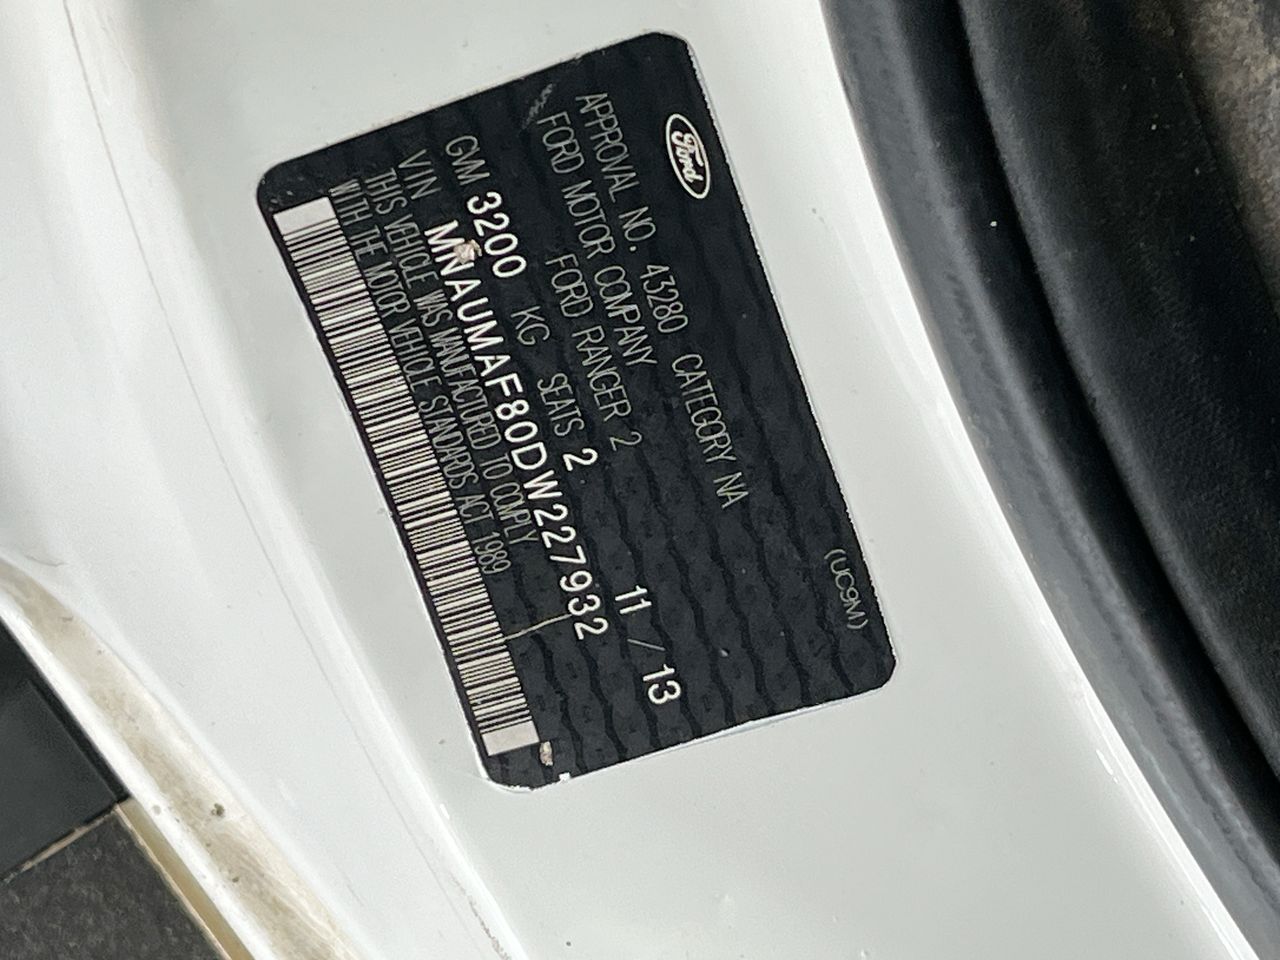 Ford
(UC9M)
APPROVAL NO. 43280 CATEGORY NA
FORD MOTOR COMPANY
FORD RANGER 2
11 / 13
GVM 3200 KG SEATS 2
VIN MNAUMAF80DW227932
THIS VEHICLE WAS MANUFACTURED TO COMPLY
WITH THE MOTOR VEHICLE STANDARDS ACT 1989